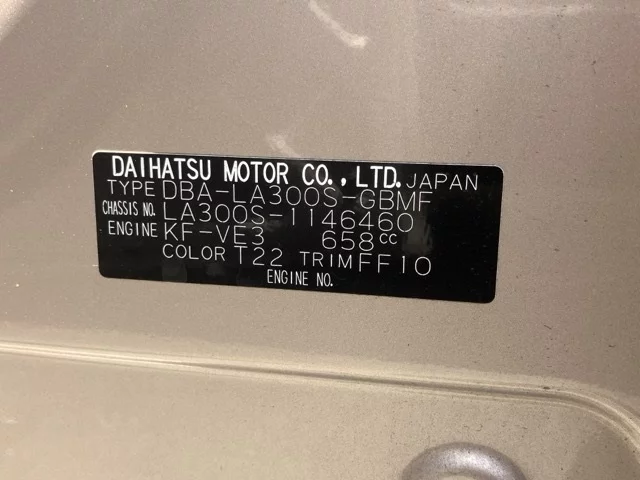 DAIHATSU MOTOR CO., LTD. JAPAN
TYPE DBA-LA300S-GBMF
CHASSIS NO. LA300S-1146460
ENGINE KF-VE3 658cc
COLOR T22 TRIM FF10
ENGINE NO.